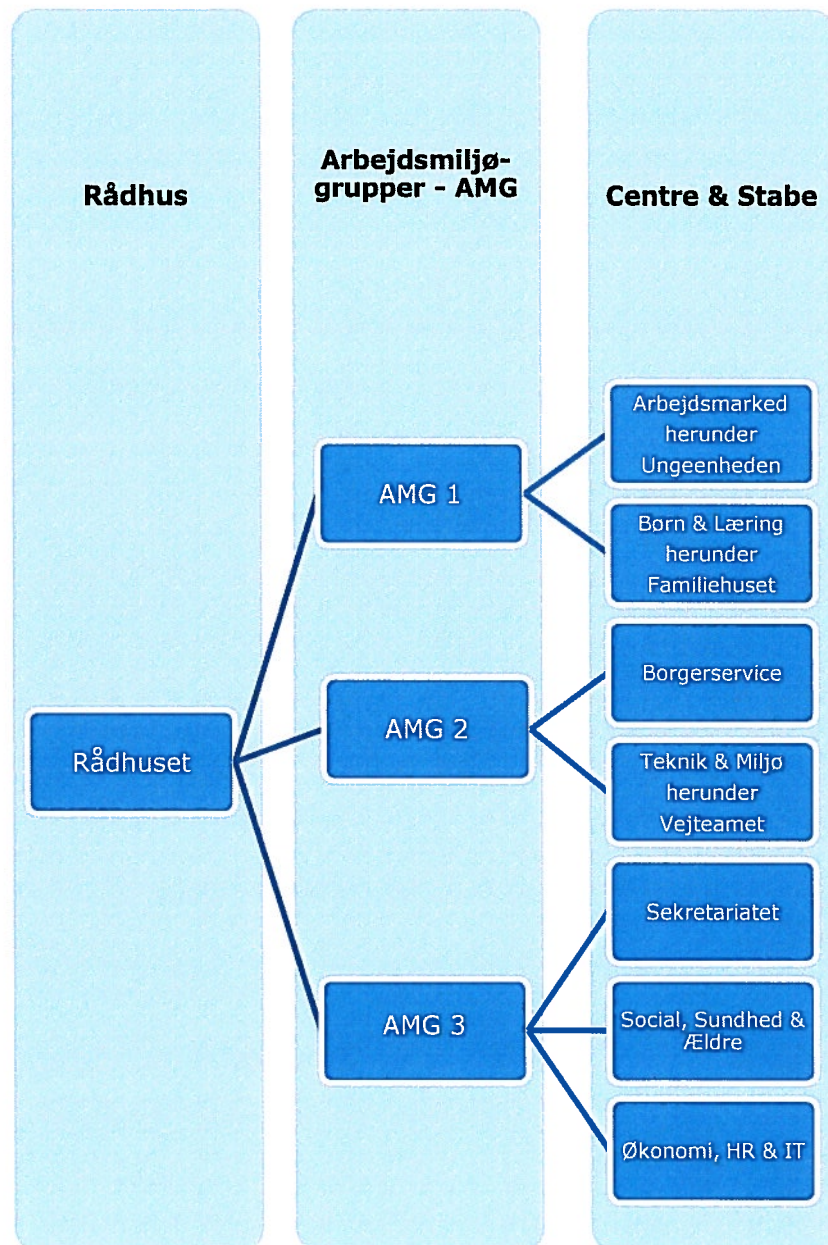 Rådhus
Arbejdsmiljø-
grupper - AMG
Centre & Stabe
Rådhuset
AMG 1
AMG 2
AMG 3
Arbejdsmarked
herunder
Ungeenheden
Børn & Læring
herunder
Familiehuset
Borgerservice
Teknik & Miljø
herunder
Vejteamet
Sekretariatet
Social, Sundhed &
Ældre
Økonomi, HR & IT